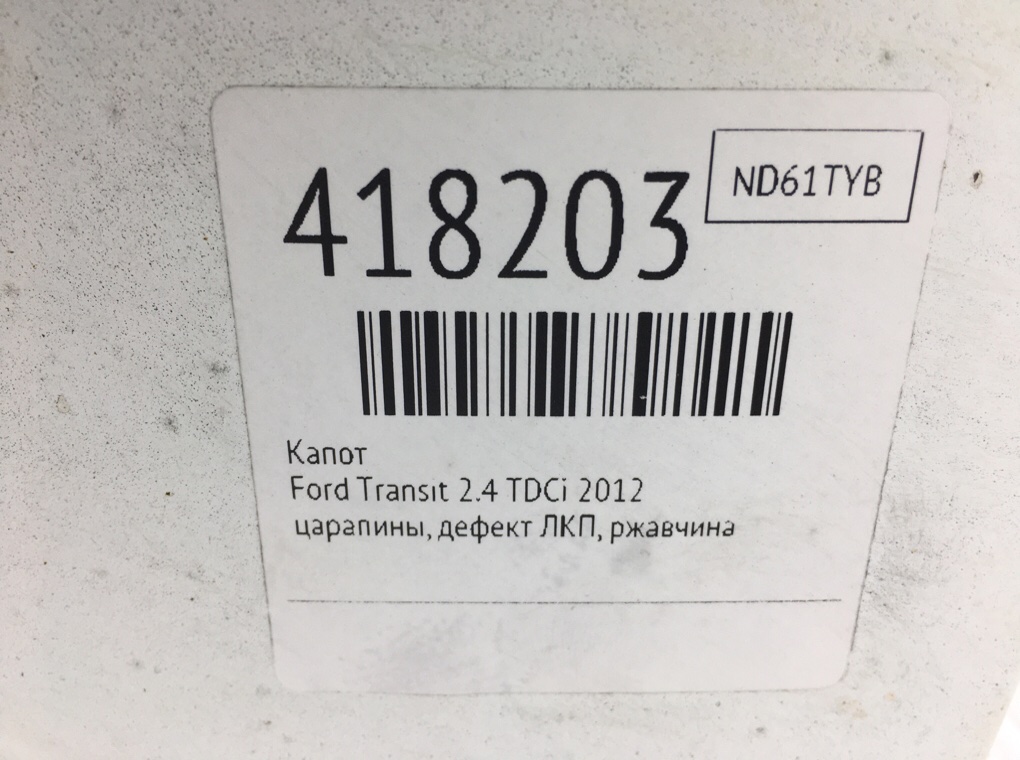 418203
ND61TYB
Капот
Ford Transit 2.4 TDCi 2012
царапины, дефект ЛКП, ржавчина